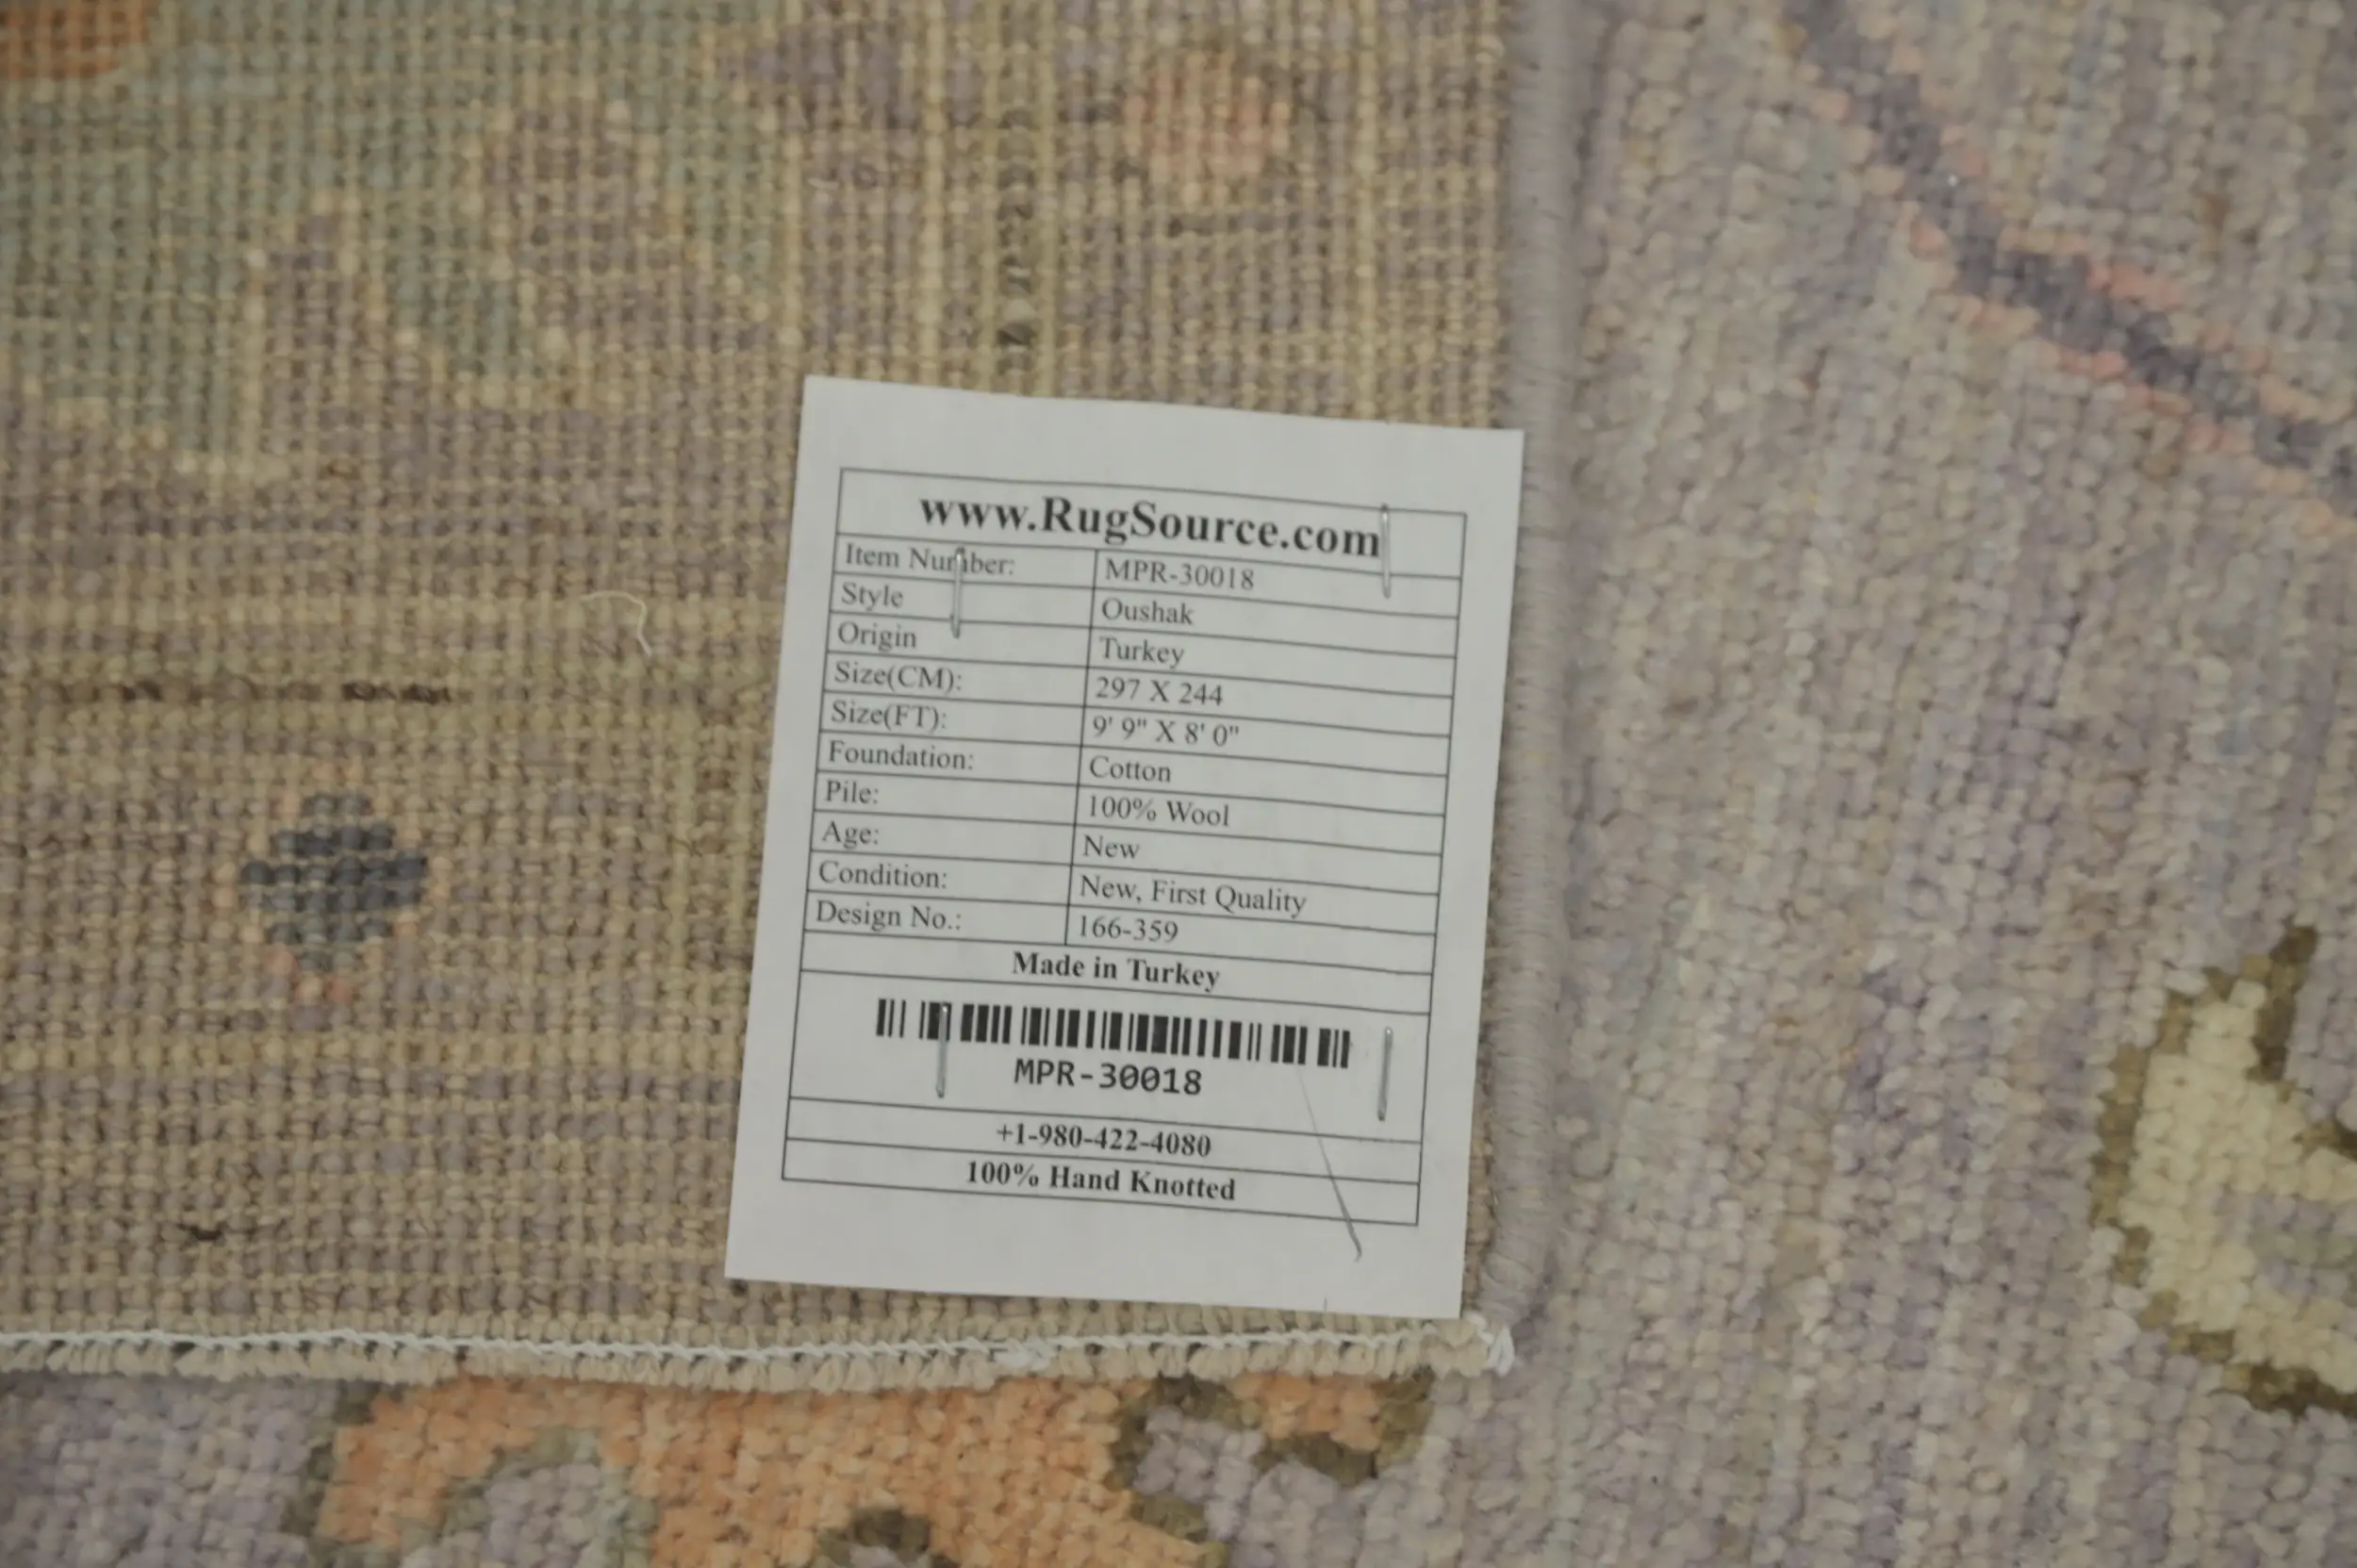 www.RugSource.com
Item Number: MPR-30018
Style Oushak
Origin Turkey
Size(CM): 297 X 244
Size(FT): 9' 9" X 8' 0"
Foundation: Cotton
Pile: 100% Wool
Age: New
Condition: New, First Quality
Design No.: 166-359
Made in Turkey
MPR-30018
+1-980-422-4080
100% Hand Knotted